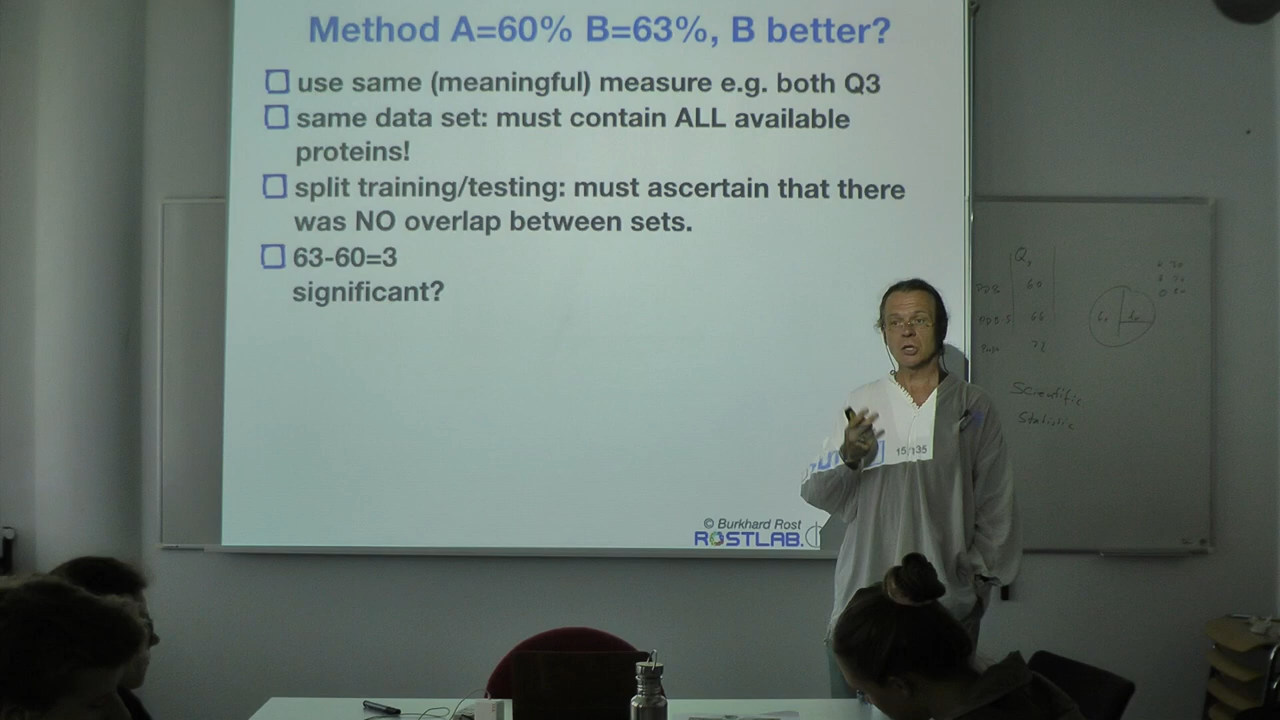 Method A=60% B=63%, B better?
use same (meaningful) measure e.g. both Q3
same data set: must contain ALL available
proteins!
split training/testing: must ascertain that there
was NO overlap between sets.
63-60=3
significant?
15/135
© Burkhard Rost
ROSTLAB.
60
66
72
Scientific
Statistic